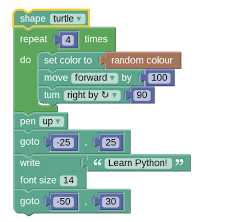 shape turtle
repeat 4 times
do set color to random colour
move forward by 100
turn right by ↻ 90
pen up
goto -25 , 25
write “ Learn Python! ”
font size 14
goto -50 , 30